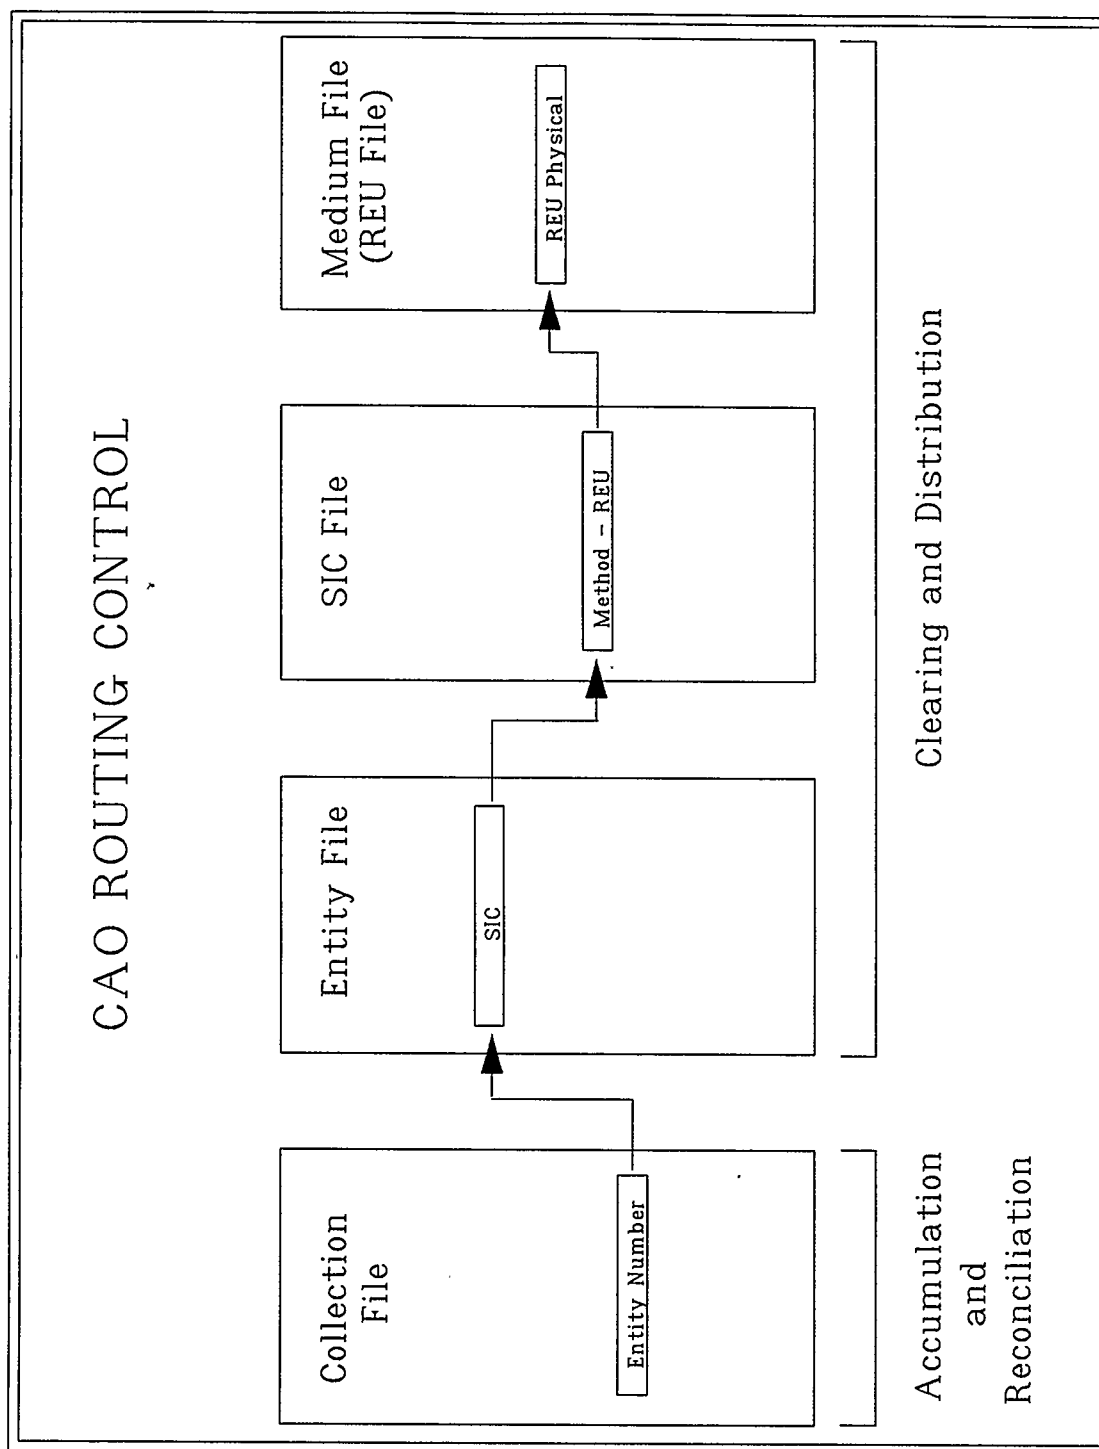 CAO ROUTING CONTROL
Collection
File
Entity Number
Entity File
SIC
SIC File
Method - REU
Medium File
(REU File)
REU Physical
Accumulation
and
Reconciliation
Clearing and Distribution